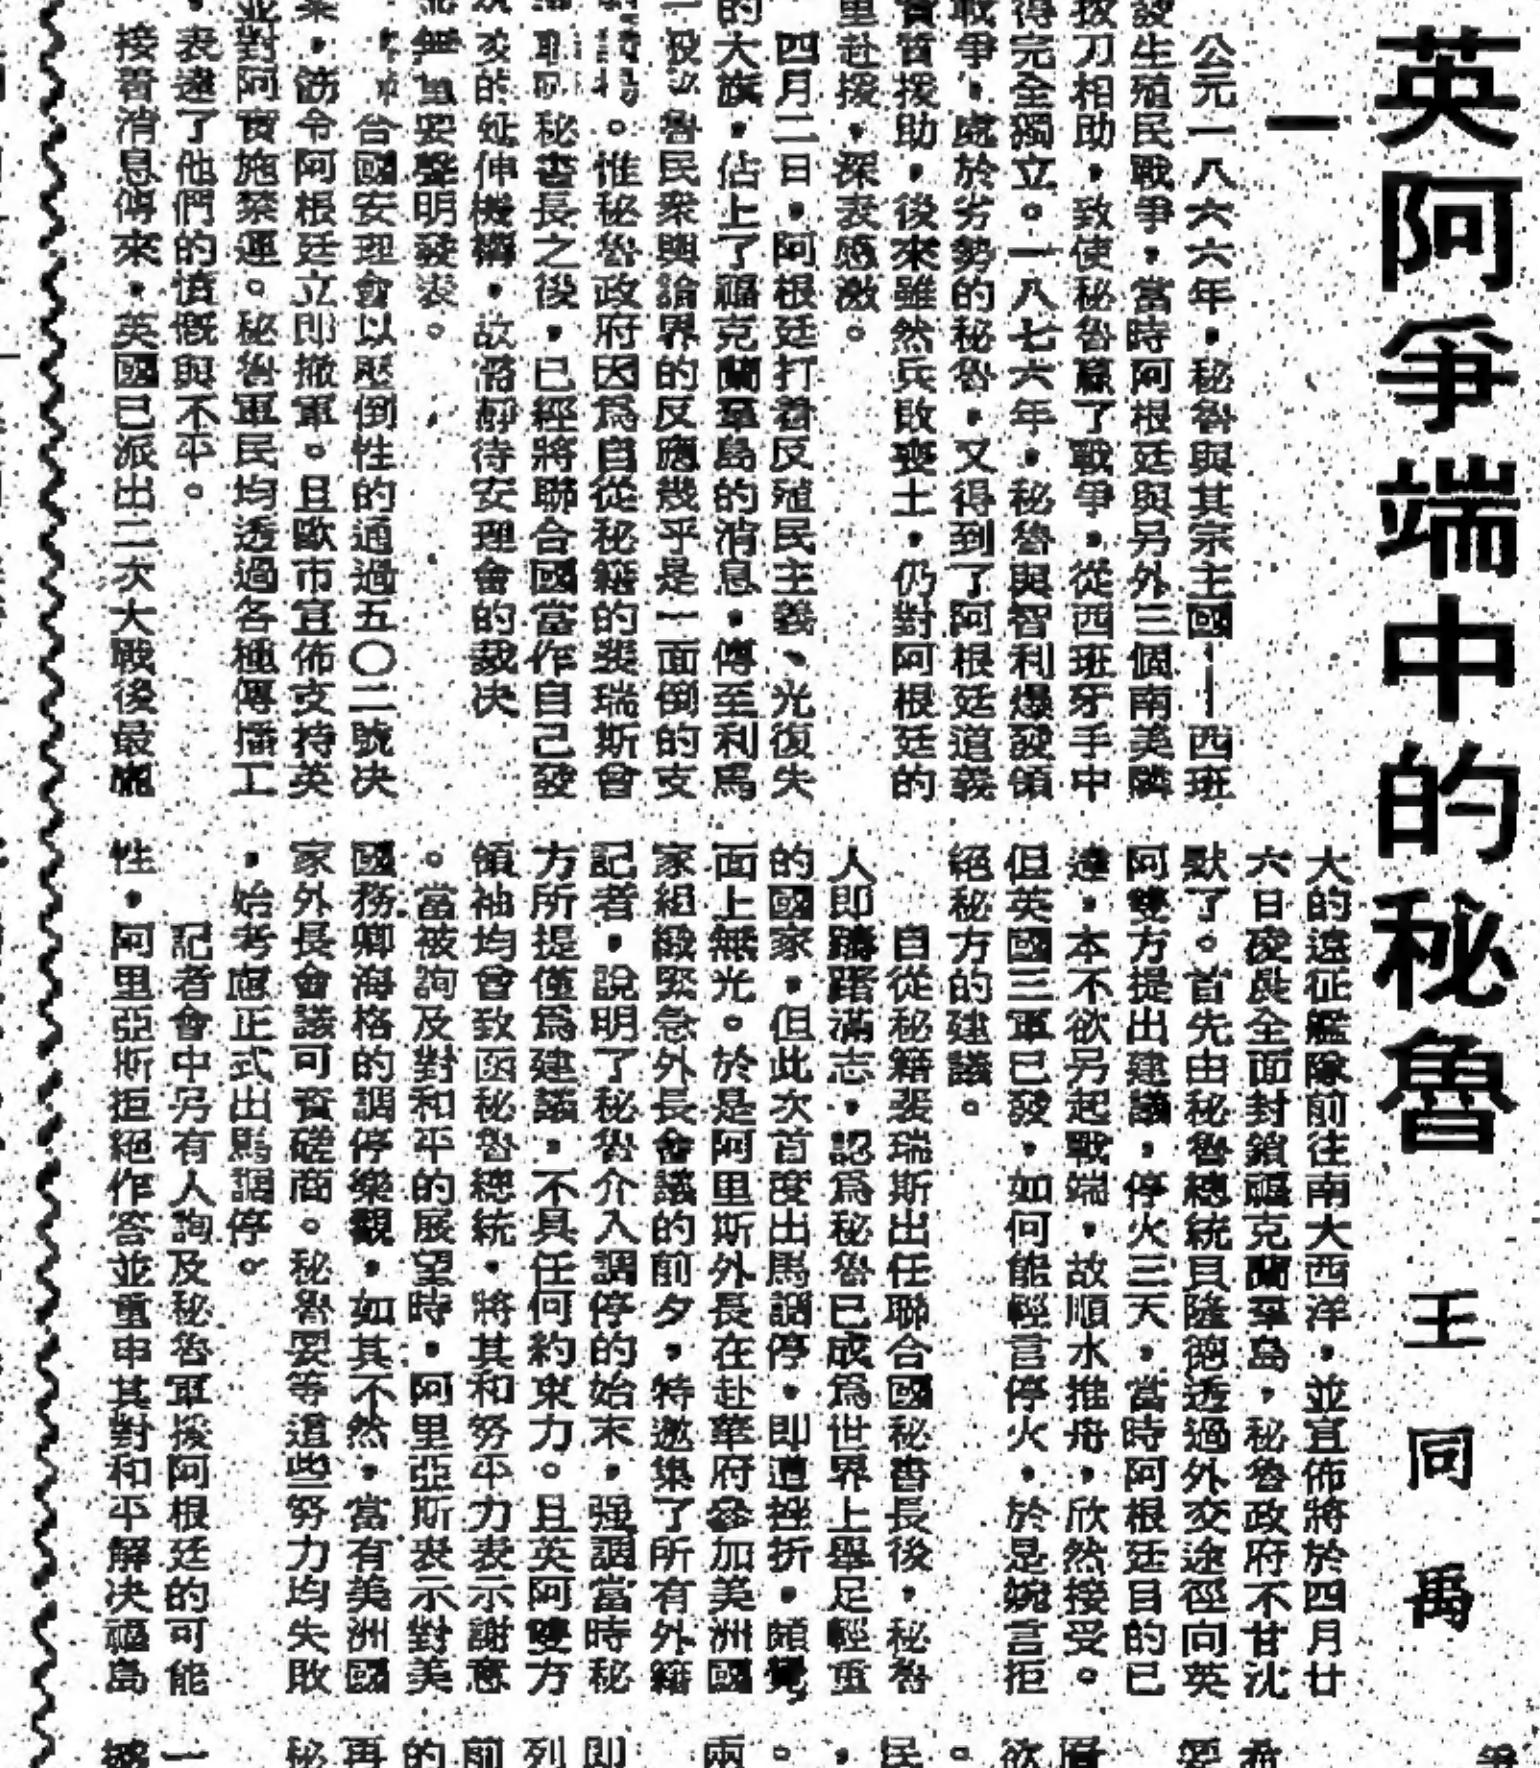 英阿爭端中的秘魯
王同禹
一
公元一八六六年，秘魯與其宗主國——西班
發生殖民戰爭，當時阿根廷與另外三個南美隣
拔刀相助，致使秘魯贏了戰爭，從西班牙手中
得完全獨立。一八七六年，秘魯與智利爆發領
戰爭，處於劣勢的秘魯，又得到了阿根廷道義
實質援助，後來雖然兵敗喪土，仍對阿根廷的
里赴援，深表感激。
四月二日，阿根廷打着反殖民主義、光復失
的大旗，佔上了福克蘭羣島的消息，傳至利馬
一般秘魯民衆輿論界的反應幾乎是一面倒的支
。惟秘魯政府因爲自從秘籍的裴瑞斯曾
秘書長之後，已經將聯合國當作自己發
的延伸機構，故需靜待安理會的裁決
無重要聲明發表。
合國安理會以壓倒性的通過五〇二號決
，飭令阿根廷立即撤軍。且歐市宣佈支持英
並對阿實施禁運。秘魯軍民均透過各種傳播工
，表達了他們的憤慨與不平。
接着消息傳來，英國已派出二次大戰後最龐
大的遠征艦隊前往南大西洋，並宣佈將於四月廿
六日凌晨全面封鎖福克蘭羣島，秘魯政府不甘沈
默了。首先由秘魯總統貝隆德透過外交途徑向英
阿雙方提出建議，停火三天，當時阿根廷目的已
達，本不欲另起戰端，故順水推舟，欣然接受。
但英國三軍已發，如何能輕言停火，於是婉言拒
絕秘方的建議。
自從秘籍裴瑞斯出任聯合國秘書長後，秘魯
人即躊躇滿志，認爲秘魯已成爲世界上舉足輕重
的國家，但此次首度出馬調停，即遭挫折，頗覺
面上無光。於是阿里斯外長在赴華府參加美洲國
家組織緊急外長會議的前夕，特邀集了所有外籍
記者，說明了秘魯介入調停的始末，强調當時秘
方所提僅爲建議，不具任何約束力。且英阿雙方
領袖均曾致函秘魯總統，將其和努平力表示謝意
。當被詢及對和平的展望時，阿里亞斯表示對美
國務卿海格的調停樂觀，如其不然，當有美洲國
家外長會議可資磋商。秘魯要等這些努力均失敗
，始考慮正式出馬調停。
記者會中另有人詢及秘魯軍援阿根廷的可能
性，阿里亞斯拒絕作答並重申其對和平解決福島